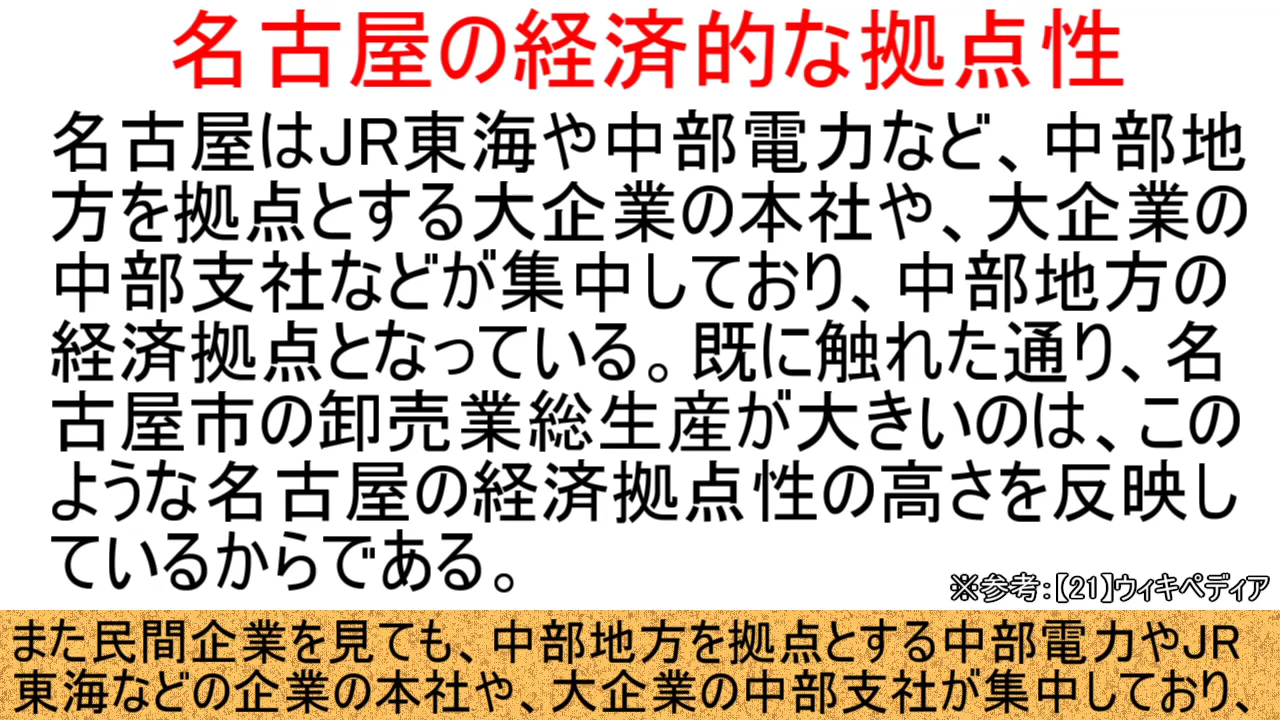 名古屋の経済的な拠点性
名古屋はJR東海や中部電力など、中部地
方を拠点とする大企業の本社や、大企業の
中部支社などが集中しており、中部地方の
経済拠点となっている。既に触れた通り、名
古屋市の卸売業総生産が大きいのは、この
ような名古屋の経済拠点性の高さを反映し
ているからである。
※参考:【21】ウィキペディア
また民間企業を見ても、中部地方を拠点とする中部電力やJR
東海などの企業の本社や、大企業の中部支社が集中しており、